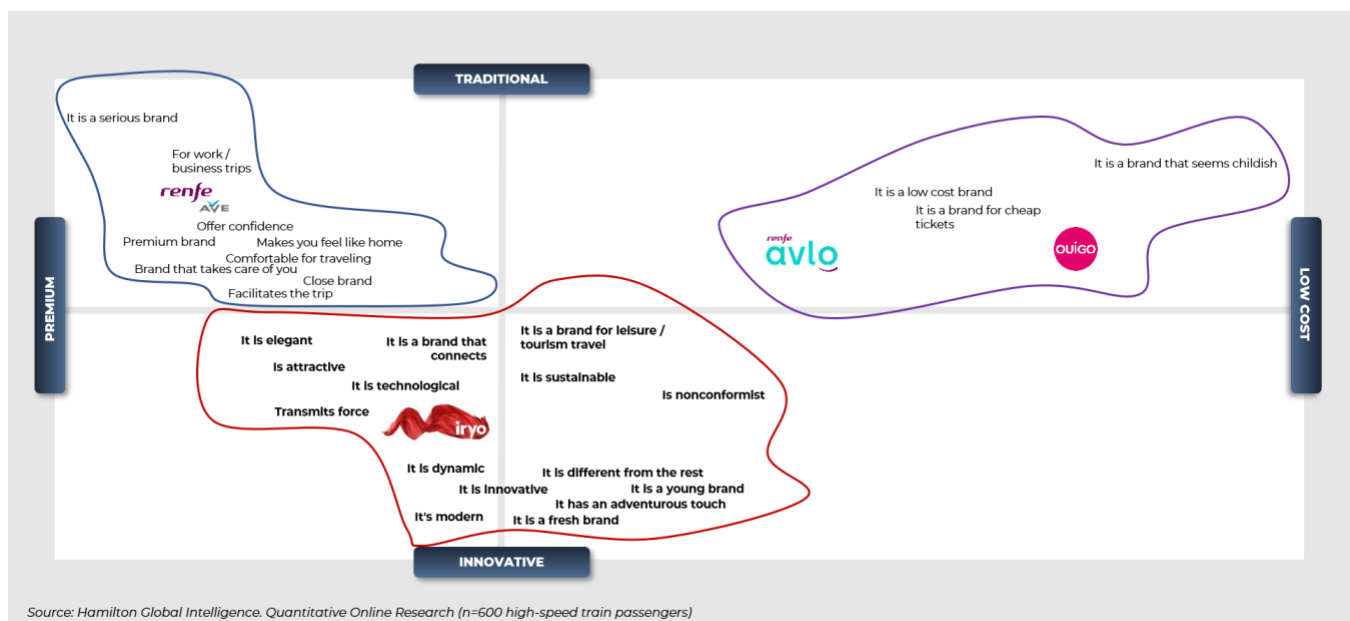 TRADITIONAL
It is a serious brand
For work /
business trips
renfe
AVE
Offer confidence
Premium brand
Makes you feel like home
Comfortable for traveling
Brand that takes care of you
Close brand
Facilitates the trip
It is a brand that seems childish
It is a low cost brand
It is a brand for cheap
tickets
renfe
avlo
OUIGO
PREMIUM
LOW COST
It is elegant
It is a brand that
connects
Is attractive
It is technological
Transmits force
iryo
It is a brand for leisure /
tourism travel
It is sustainable
Is nonconformist
It is dynamic
It is different from the rest
It is innovative
It is a young brand
It has an adventurous touch
It's modern
It is a fresh brand
INNOVATIVE
Source: Hamilton Global Intelligence. Quantitative Online Research (n=600 high-speed train passengers)